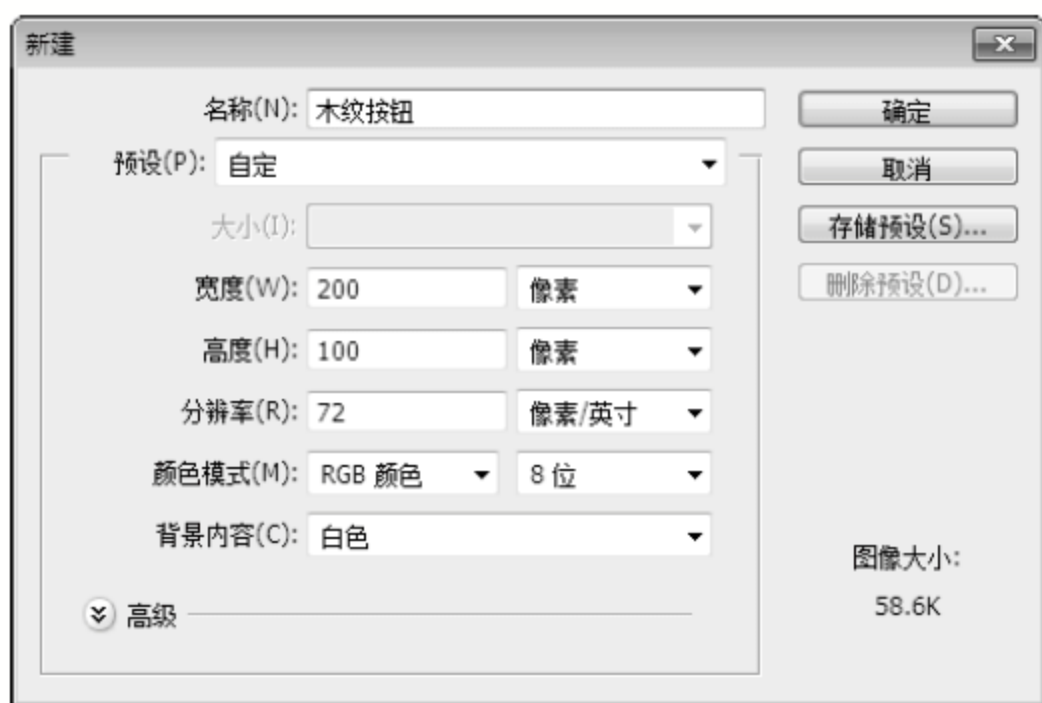 新建
名称(N): 木纹按钮 确定
预设(P): 自定 取消
大小(I): 存储预设(S)...
宽度(W): 200 像素 删除预设(D)...
高度(H): 100 像素
分辨率(R): 72 像素/英寸
颜色模式(M): RGB 颜色 8 位
背景内容(C): 白色
图像大小:
高级 58.6K